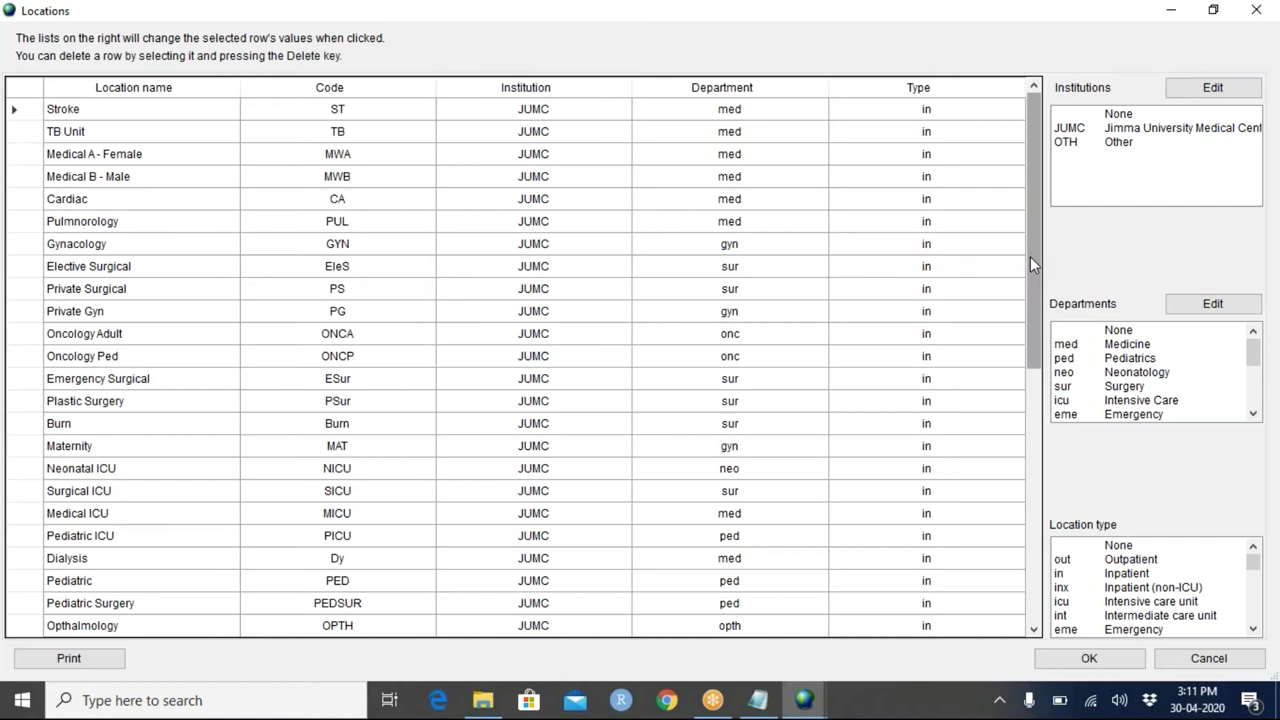 Locations
The lists on the right will change the selected row's values when clicked.
You can delete a row by selecting it and pressing the Delete key.
Location name Code Institution Department Type
Stroke ST JUMC med in
TB Unit TB JUMC med in
Medical A - Female MWA JUMC med in
Medical B - Male MWB JUMC med in
Cardiac CA JUMC med in
Pulmnorology PUL JUMC med in
Gynacology GYN JUMC gyn in
Elective Surgical EleS JUMC sur in
Private Surgical PS JUMC sur in
Private Gyn PG JUMC gyn in
Oncology Adult ONCA JUMC onc in
Oncology Ped ONCP JUMC onc in
Emergency Surgical ESur JUMC sur in
Plastic Surgery PSur JUMC sur in
Burn Burn JUMC sur in
Maternity MAT JUMC gyn in
Neonatal ICU NICU JUMC neo in
Surgical ICU SICU JUMC sur in
Medical ICU MICU JUMC med in
Pediatric ICU PICU JUMC ped in
Dialysis Dy JUMC med in
Pediatric PED JUMC ped in
Pediatric Surgery PEDSUR JUMC ped in
Opthalmology OPTH JUMC opth in
Institutions Edit
None
JUMC Jimma University Medical Cent
OTH Other
Departments Edit
None
med Medicine
ped Pediatrics
neo Neonatology
sur Surgery
icu Intensive Care
eme Emergency
Location type
None
out Outpatient
in Inpatient
inx Inpatient (non-ICU)
icu Intensive care unit
int Intermediate care unit
eme Emergency
Print OK Cancel
Type here to search
R
3:11 PM
30-04-2020
3